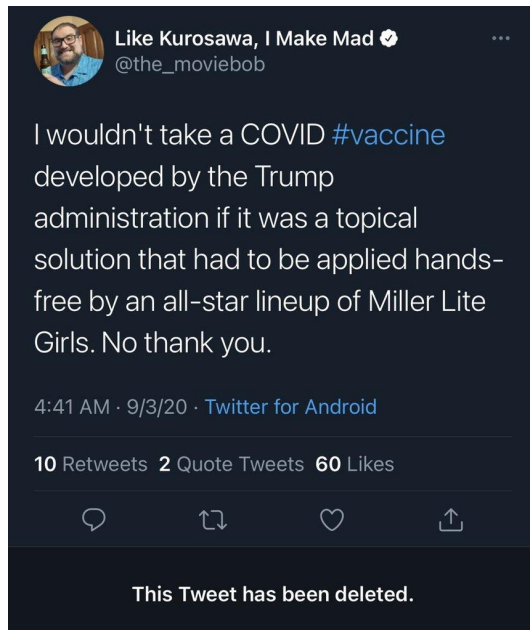 Like Kurosawa, I Make Mad
@the_moviebob
I wouldn't take a COVID #vaccine
developed by the Trump
administration if it was a topical
solution that had to be applied hands-
free by an all-star lineup of Miller Lite
Girls. No thank you.
4:41 AM · 9/3/20 · Twitter for Android
10 Retweets 2 Quote Tweets 60 Likes
This Tweet has been deleted.